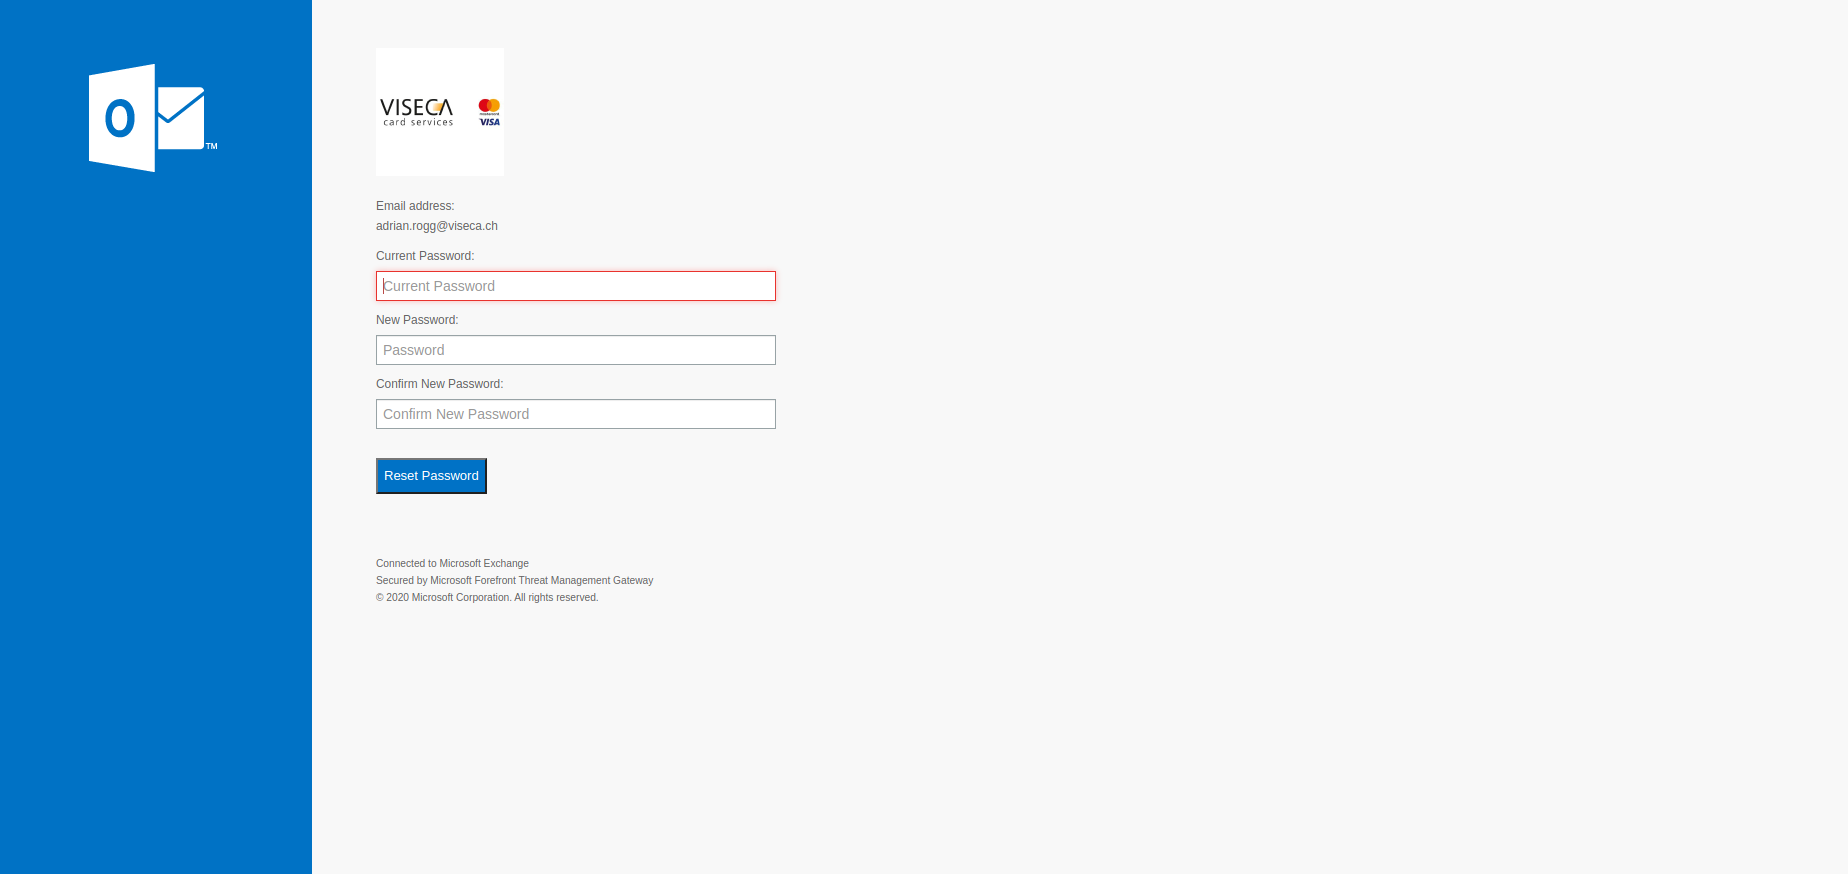 O
TM
VISECA
card services
mastercard
VISA
Email address:
adrian.rogg@viseca.ch
Current Password:
Current Password
New Password:
Password
Confirm New Password:
Confirm New Password
Reset Password
Connected to Microsoft Exchange
Secured by Microsoft Forefront Threat Management Gateway
© 2020 Microsoft Corporation. All rights reserved.